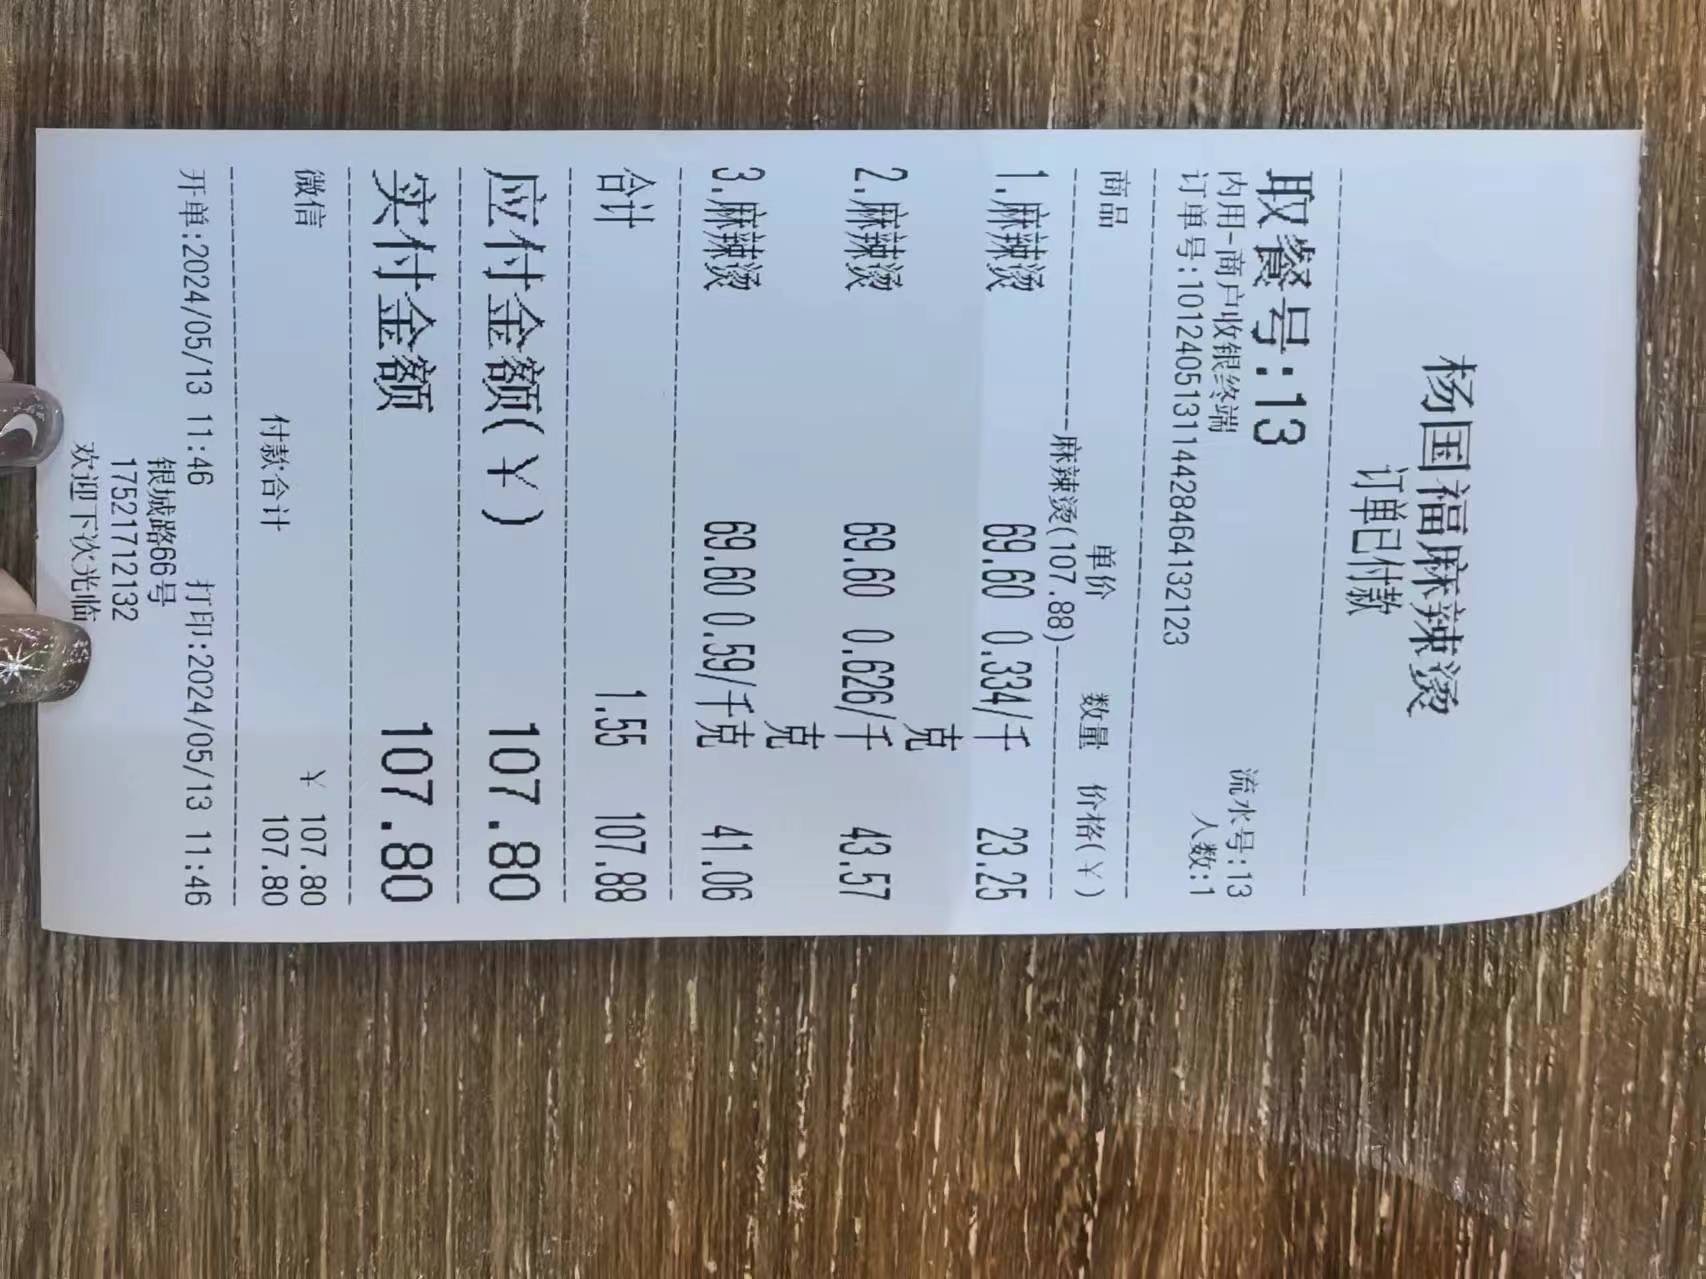 杨国福麻辣烫
订单已付款
取餐号:13
内用-商户收银终端 流水号:13
订单号:101240513114428464132123 人数:1
商品 单价 数量 价格(¥)
麻辣烫(107.88)
1.麻辣烫 69.60 0.334/千克 23.25
2.麻辣烫 69.60 0.626/千克 43.57
3.麻辣烫 69.60 0.59/千克 41.06
合计 1.55 107.88
应付金额(¥) 107.80
实付金额 107.80
微信 ¥ 107.80
付款合计 107.80
开单:2024/05/13 11:46 打印:2024/05/13 11:46
银城路66号
17521712132
欢迎下次光临